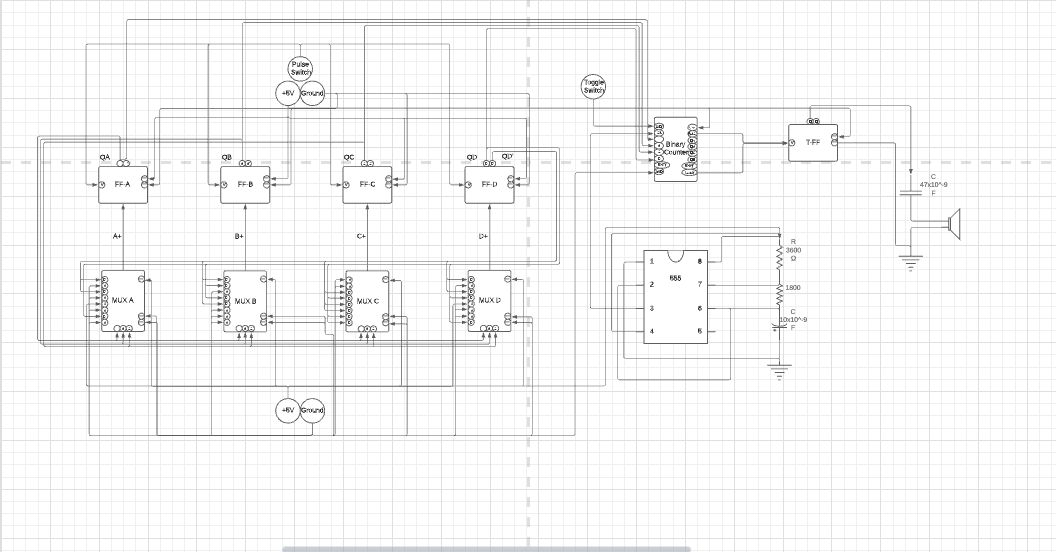 Pulse
Switch
+5V
Ground
Toggle
Switch
QA
QB
QC
QD
QD'
FF-A
FF-B
FF-C
FF-D
Binary
Counter
T-FF
C
47x10^-9
F
A+
B+
C+
D+
MUX A
MUX B
MUX C
MUX D
555
1
2
3
4
8
7
6
5
R
3600
Ω
1800
C
10x10^-9
F
+5V
Ground